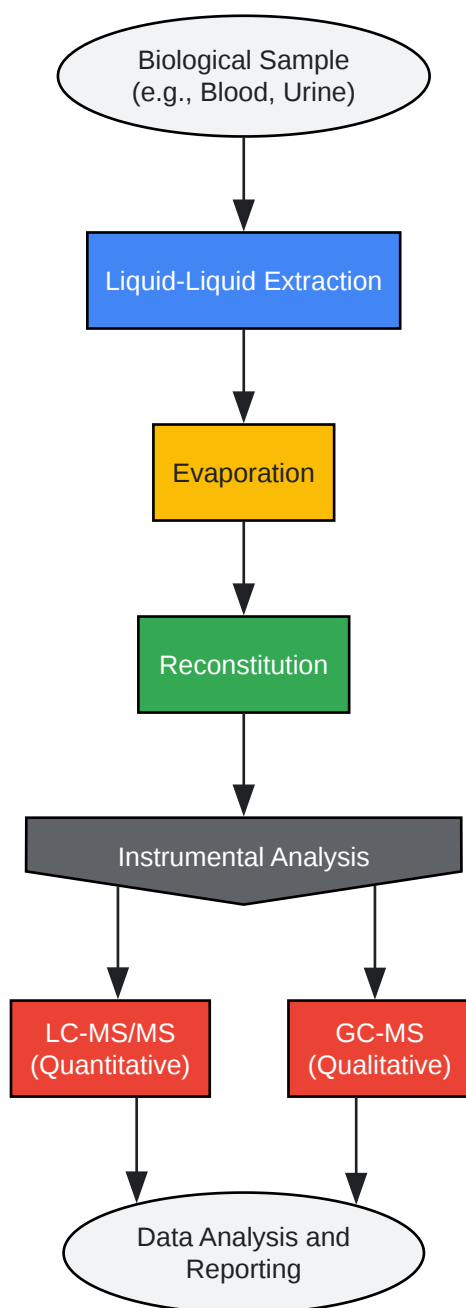 Biological Sample
(e.g., Blood, Urine)
Liquid-Liquid Extraction
Evaporation
Reconstitution
Instrumental Analysis
LC-MS/MS
(Quantitative)
GC-MS
(Qualitative)
Data Analysis and
Reporting